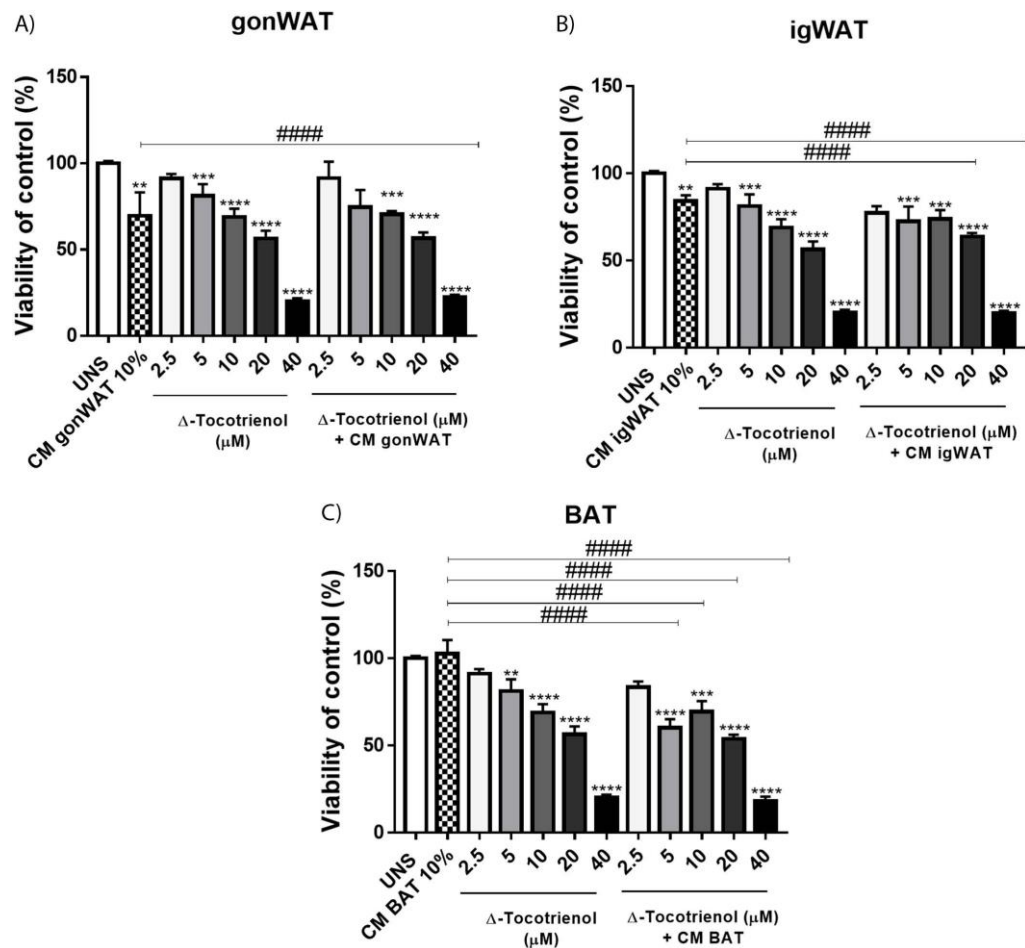 A)
gonWAT
Viability of control (%)
150
100
50
0
####
**
***
****
****
****
***
****
****
UNS
CM gonWAT 10%
2.5
5
10
20
40
2.5
5
10
20
40
Δ-Tocotrienol
(µM)
Δ-Tocotrienol (µM)
+ CM gonWAT
B)
igWAT
Viability of control (%)
150
100
50
0
####
####
**
***
****
****
****
***
***
****
****
UNS
CM igWAT 10%
2.5
5
10
20
40
2.5
5
10
20
40
Δ-Tocotrienol
(µM)
Δ-Tocotrienol (µM)
+ CM igWAT
C)
BAT
Viability of control (%)
150
100
50
0
####
####
####
####
**
****
****
****
****
***
****
****
UNS
CM BAT 10%
2.5
5
10
20
40
2.5
5
10
20
40
Δ-Tocotrienol
(µM)
Δ-Tocotrienol (µM)
+ CM BAT